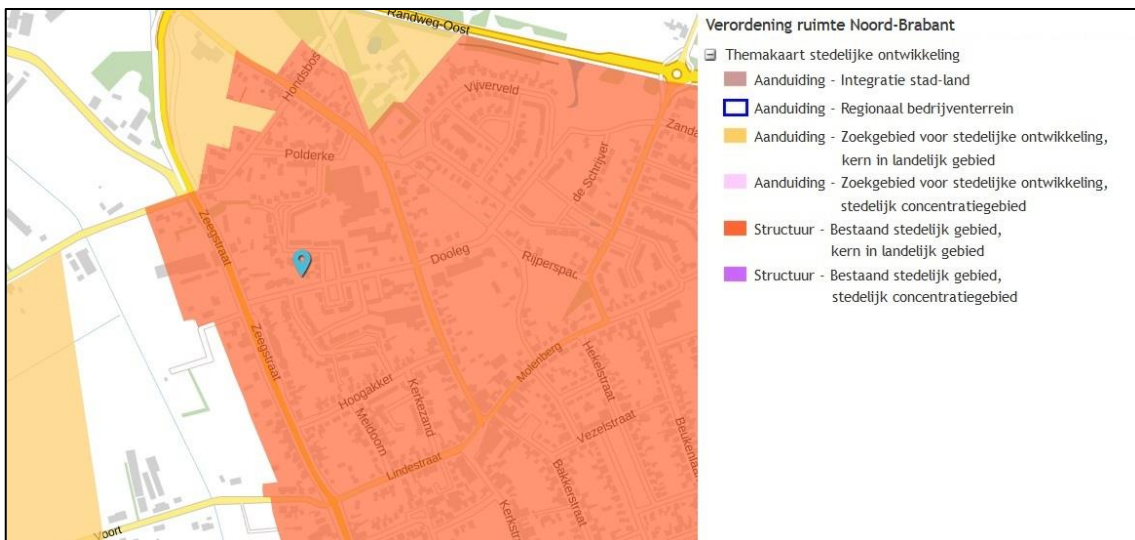 Randweg-Oost
Hondsbos
Vijverveld
Zanda
Polderke
de Schrijver
Zeegstraat
Dooleg
Rijperspad
Zeegstraat
Molenberg
Hekelstraat
Hoogakker
Kerkezand
Meidoorn
Vezelstraat
Beukenlaan
Lindestraat
Bakkerstraat
Kerkstr
Voort
Verordening ruimte Noord-Brabant
Themakaart stedelijke ontwikkeling
Aanduiding - Integratie stad-land
Aanduiding - Regionaal bedrijventerrein
Aanduiding - Zoekgebied voor stedelijke ontwikkeling,
kern in landelijk gebied
Aanduiding - Zoekgebied voor stedelijke ontwikkeling,
stedelijk concentratiegebied
Structuur - Bestaand stedelijk gebied,
kern in landelijk gebied
Structuur - Bestaand stedelijk gebied,
stedelijk concentratiegebied